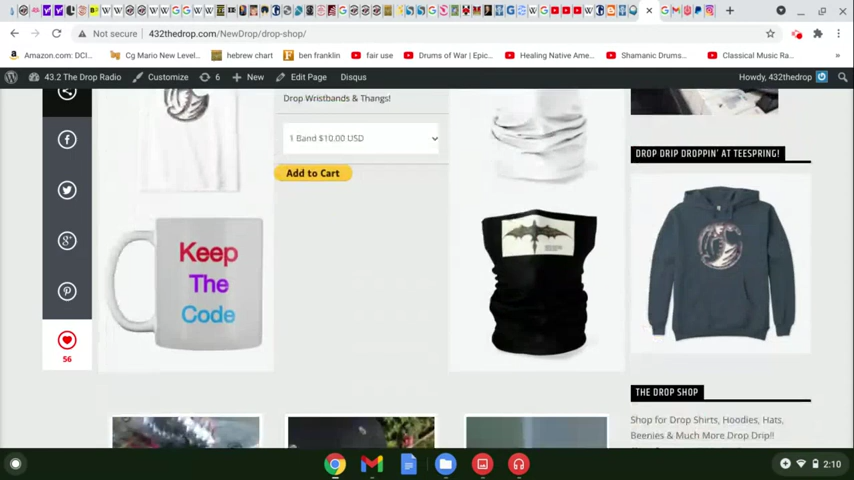 Not secure
432thedrop.com/NewDrop/drop-shop/
Amazon.com: DCI...
Cg Mario New Level...
hebrew chart
ben franklin
fair use
Drums of War | Epic...
Healing Native Ame...
Shamanic Drums...
Classical Music Ra...
43.2 The Drop Radio
Customize
6
New
Edit Page
Disqus
Howdy, 432thedrop
Drop Wristbands & Thangs!
1 Band $10.00 USD
Add to Cart
DROP DRIP DROPPIN' AT TEESPRING!
Keep
The
Code
56
THE DROP SHOP
Shop for Drop Shirts, Hoodies, Hats,
Beenies & Much More Drop Drip!!
2:10